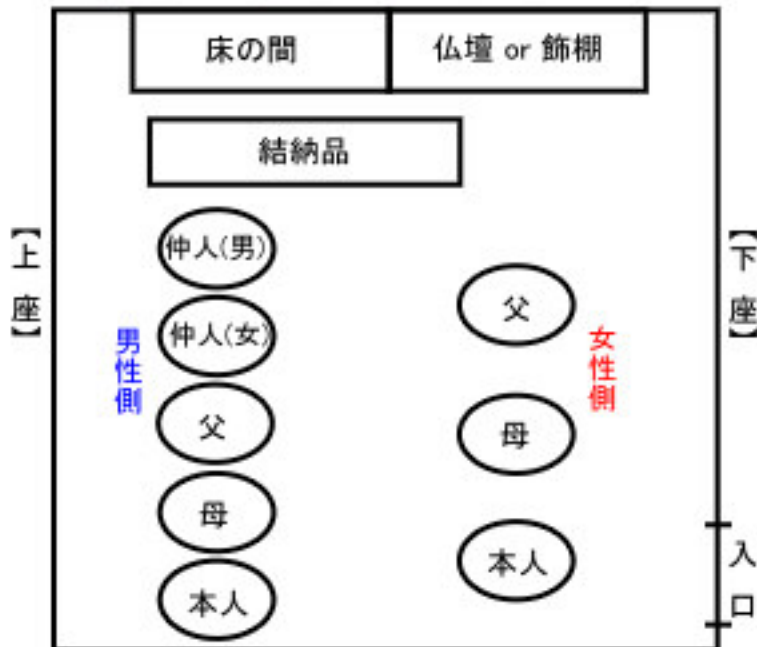 床の間
仏壇 or 飾棚
結納品
【上座】
男性側
仲人(男)
仲人(女)
父
母
本人
父
母
本人
女性側
【下座】
入口